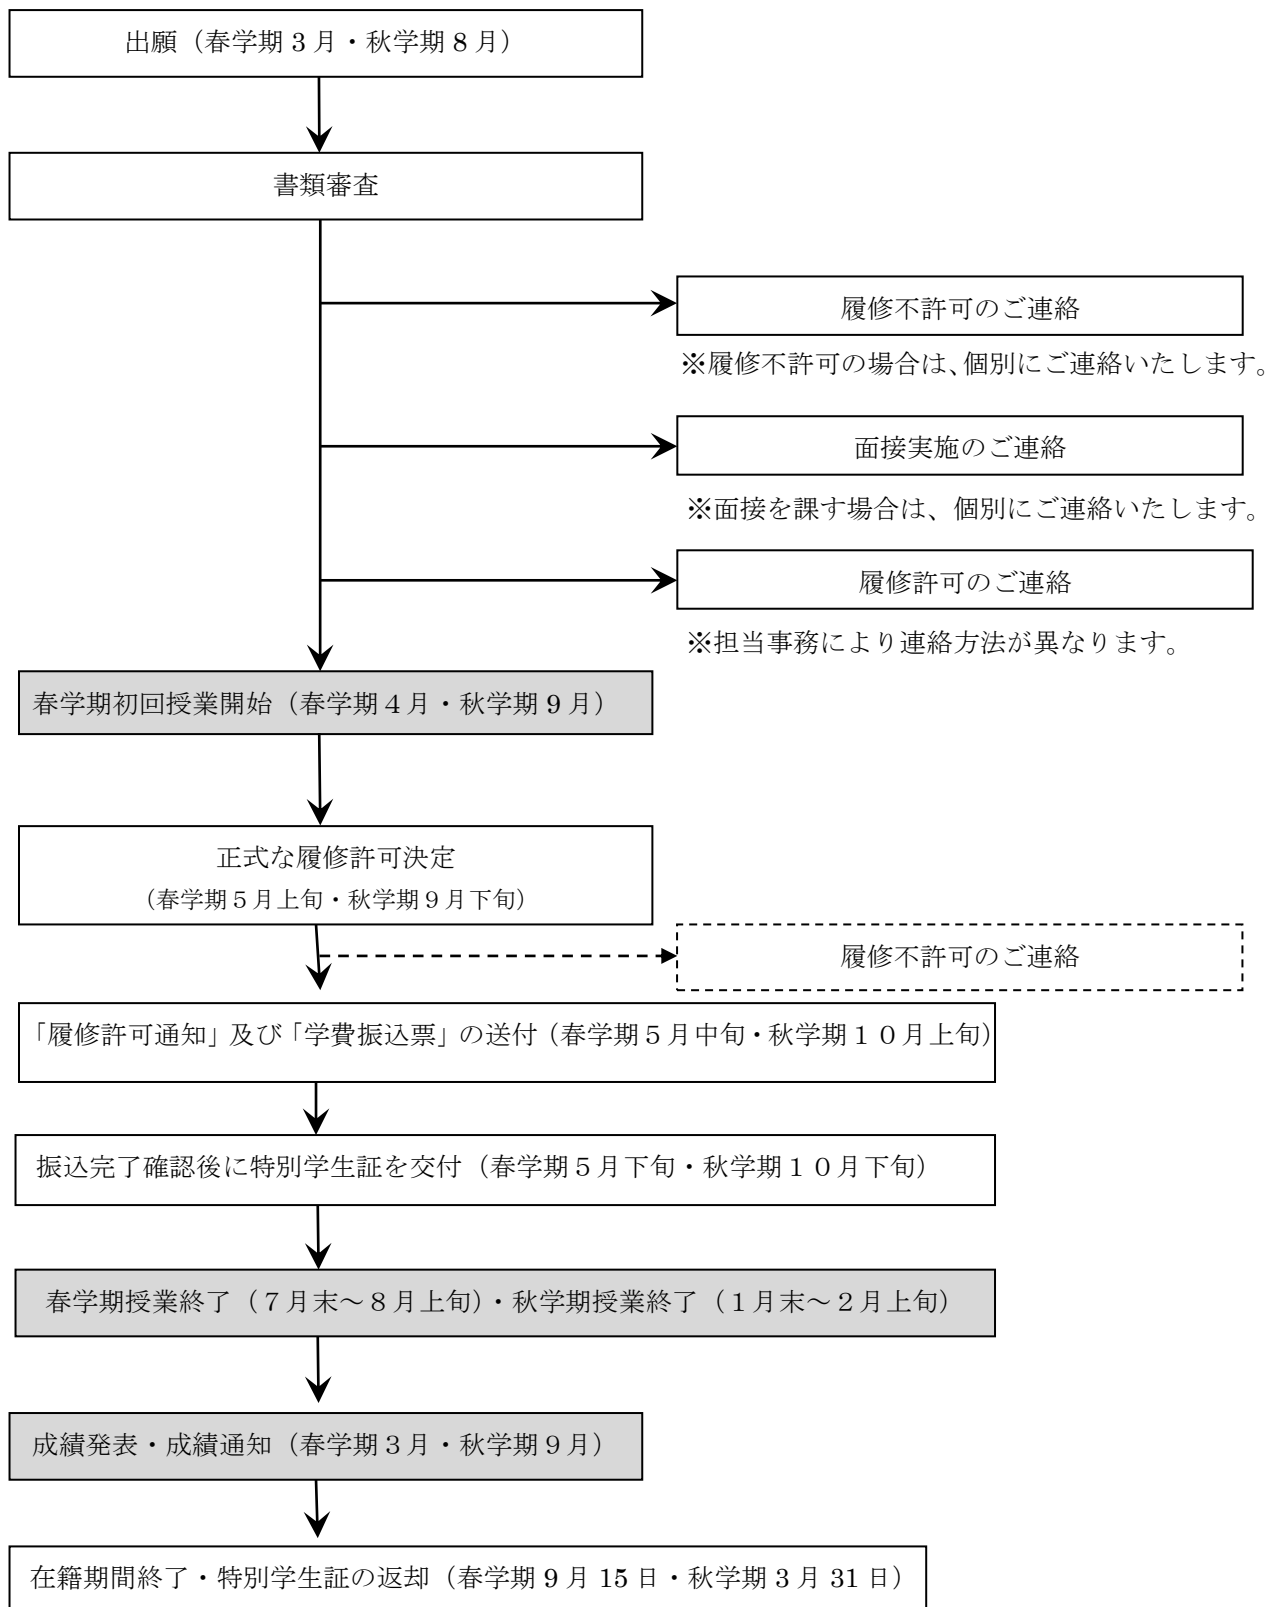 出願（春学期 3 月・秋学期 8 月）
書類審査
履修不許可のご連絡
※履修不許可の場合は、個別にご連絡いたします。
面接実施のご連絡
※面接を課す場合は、個別にご連絡いたします。
履修許可のご連絡
※担当事務により連絡方法が異なります。
春学期初回授業開始（春学期４月・秋学期 9 月）
正式な履修許可決定
（春学期５月上旬・秋学期９月下旬）
履修不許可のご連絡
「履修許可通知」及び「学費振込票」の送付（春学期５月中旬・秋学期１０月上旬）
振込完了確認後に特別学生証を交付（春学期５月下旬・秋学期１０月下旬）
春学期授業終了（７月末～８月上旬）・秋学期授業終了（１月末～２月上旬）
成績発表・成績通知（春学期３月・秋学期９月）
在籍期間終了・特別学生証の返却（春学期 9 月 15 日・秋学期 3 月 31 日）